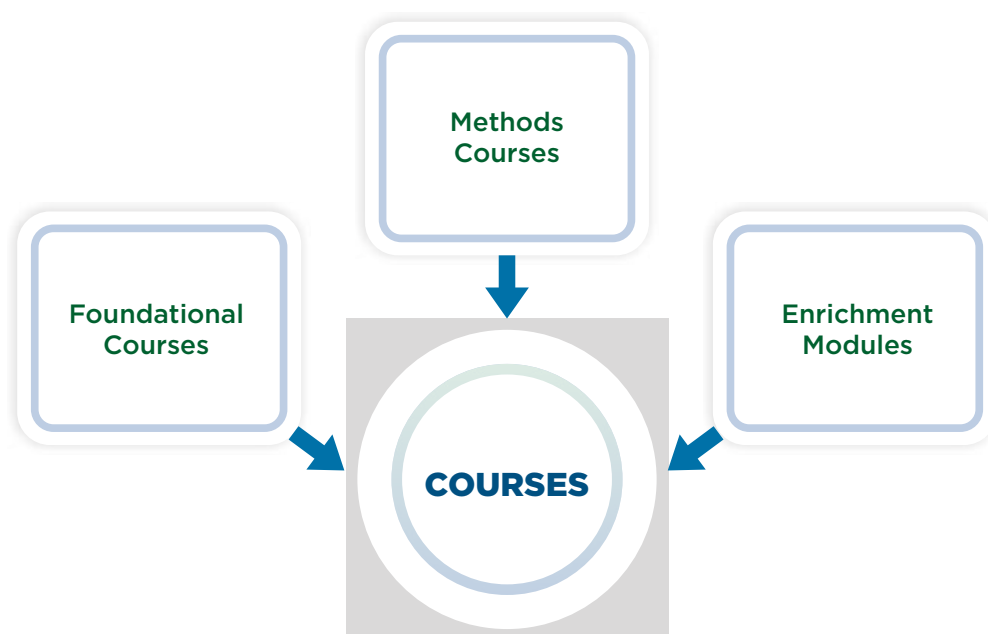 Methods
Courses
Foundational
Courses
Enrichment
Modules
COURSES